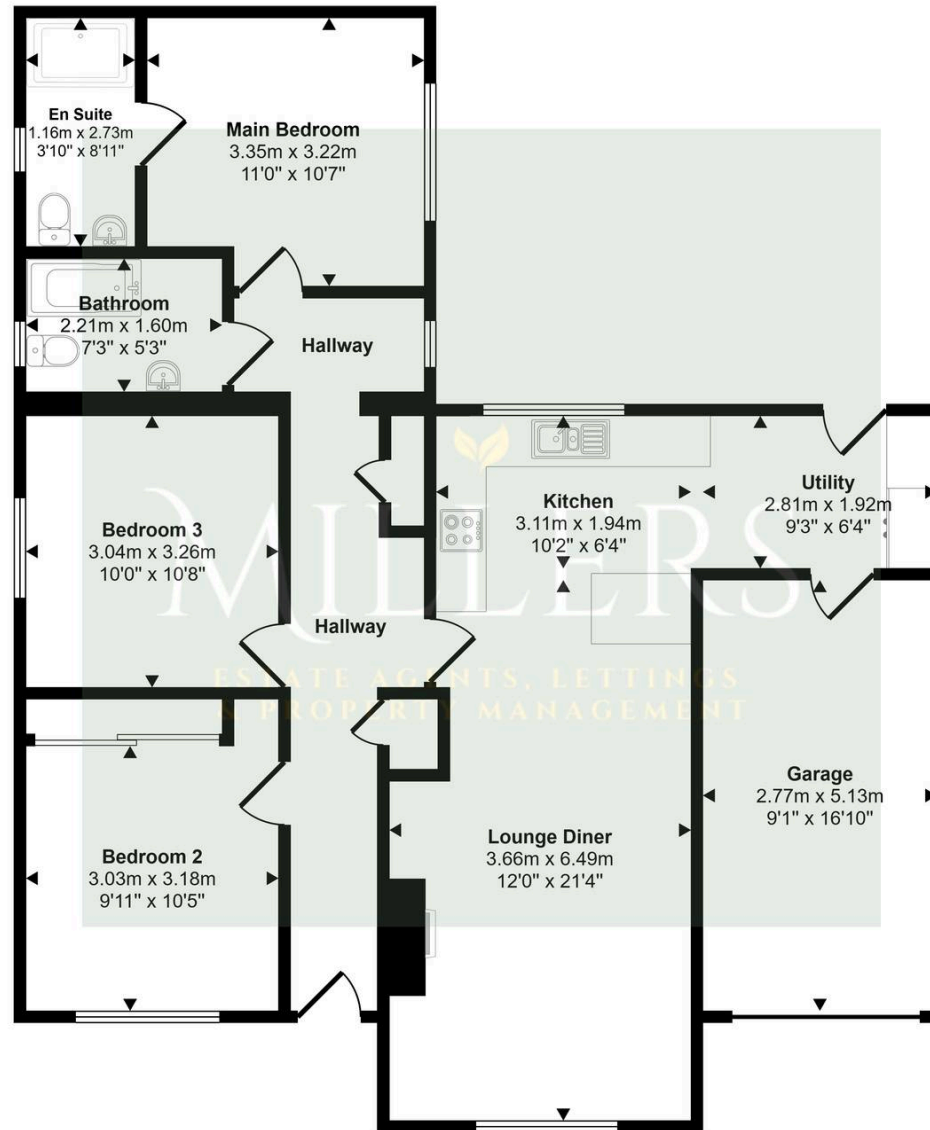 En Suite
1.16m x 2.73m
3'10" x 8'11"
Main Bedroom
3.35m x 3.22m
11'0" x 10'7"
Bathroom
2.21m x 1.60m
7'3" x 5'3"
Hallway
Bedroom 3
3.04m x 3.26m
10'0" x 10'8"
Kitchen
3.11m x 1.94m
10'2" x 6'4"
Utility
2.81m x 1.92m
9'3" x 6'4"
MILLERS
Hallway
ESTATE AGENTS, LETTINGS
& PROPERTY MANAGEMENT
Bedroom 2
3.03m x 3.18m
9'11" x 10'5"
Lounge Diner
3.66m x 6.49m
12'0" x 21'4"
Garage
2.77m x 5.13m
9'1" x 16'10"